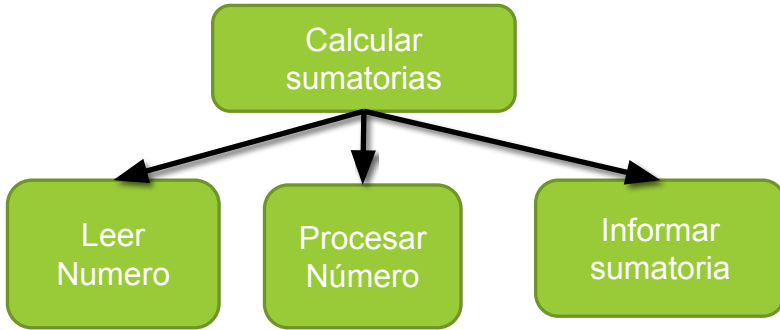 Calcular
sumatorias
Leer
Numero
Procesar
Número
Informar
sumatoria